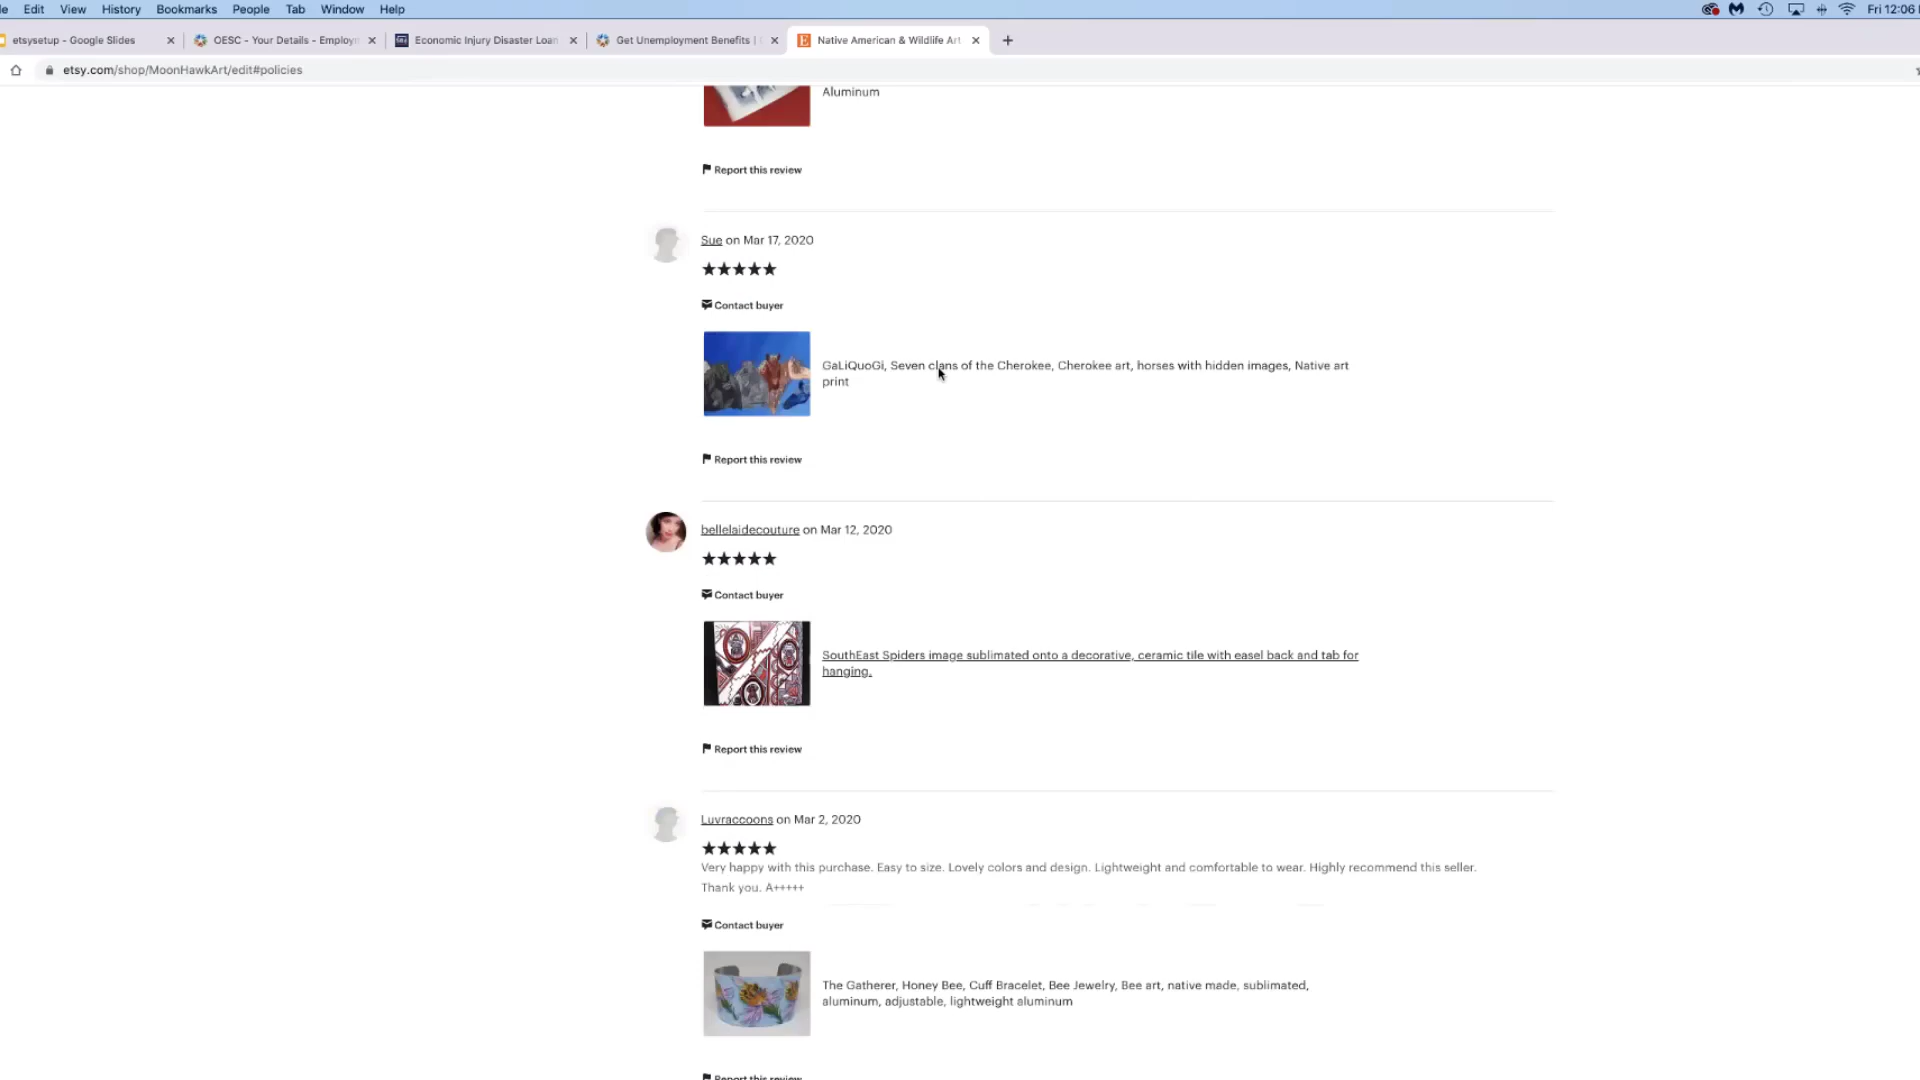 Edit View History Bookmarks People Tab Window Help Fri 12:06
etsysetup - Google Slides OESC - Your Details - Employm Economic Injury Disaster Loan Get Unemployment Benefits | Native American & Wildlife Art
etsy.com/shop/MoonHawkArt/edit#policies
Aluminum
Report this review
Sue on Mar 17, 2020
Contact buyer
GaLiQuoGi, Seven clans of the Cherokee, Cherokee art, horses with hidden images, Native art
print
Report this review
bellelaidecouture on Mar 12, 2020
Contact buyer
SouthEast Spiders image sublimated onto a decorative, ceramic tile with easel back and tab for
hanging.
Report this review
Luvraccoons on Mar 2, 2020
Very happy with this purchase. Easy to size. Lovely colors and design. Lightweight and comfortable to wear. Highly recommend this seller.
Thank you. A+++++
Contact buyer
The Gatherer, Honey Bee, Cuff Bracelet, Bee Jewelry, Bee art, native made, sublimated,
aluminum, adjustable, lightweight aluminum
Report this review